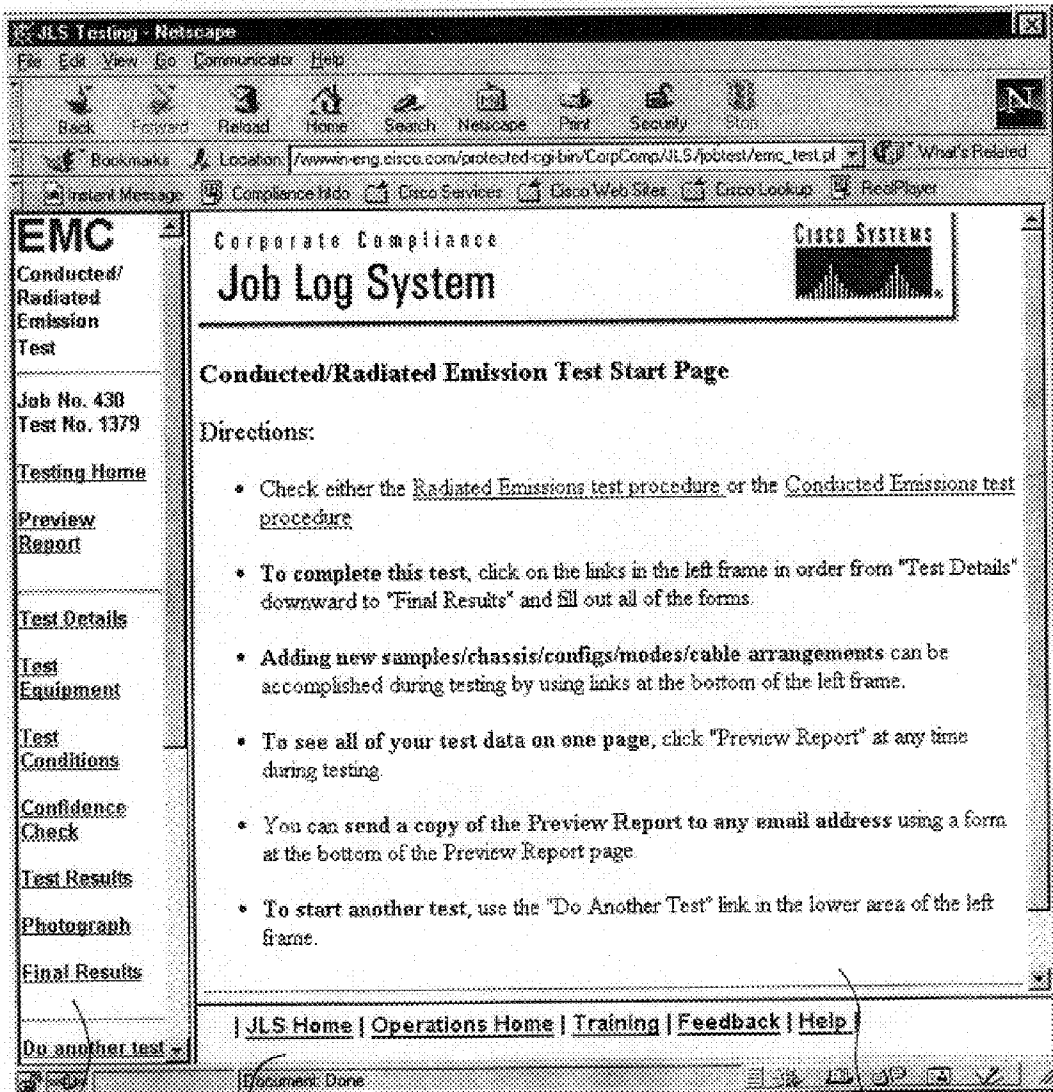 JLS Testing - Netscape
File Edit View Go Communicator Help
Back Forward Reload Home Search Netscape Print Security Stop
Bookmarks Location /wwwin-eng.cisco.com/protected-cgi-bin/CorpComp/JLS/jobtest/emc_test.pl What's Related
Instant Message Compliance hldo Cisco Services Cisco Web Sites Cisco Lookup RealPlayer
EMC
Conducted/
Radiated
Emission
Test
Job No. 430
Test No. 1379
Testing Home
Preview
Report
Test Details
Test
Equipment
Test
Conditions
Confidence
Check
Test Results
Photograph
Final Results
Do another test
Corporate Compliance
Job Log System
CISCO SYSTEMS
Conducted/Radiated Emission Test Start Page
Directions:
• Check either the Radiated Emissions test procedure or the Conducted Emissions test
procedure
• To complete this test, click on the links in the left frame in order from "Test Details"
downward to "Final Results" and fill out all of the forms.
• Adding new samples/chassis/configs/modes/cable arrangements can be
accomplished during testing by using links at the bottom of the left frame.
• To see all of your test data on one page, click "Preview Report" at any time
during testing.
• You can send a copy of the Preview Report to any email address using a form
at the bottom of the Preview Report page.
• To start another test, use the "Do Another Test" link in the lower area of the left
frame.
| JLS Home | Operations Home | Training | Feedback | Help |
Document: Done